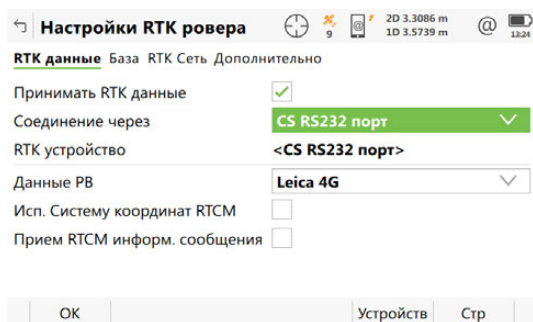 Настройки RTK ровера
9
2D 3.3086 m
1D 3.5739 m
@
13:24
RTK данные База RTK Сеть Дополнительно
Принимать RTK данные
Соединение через CS RS232 порт
RTK устройство <CS RS232 порт>
Данные РВ Leica 4G
Исп. Систему координат RTCM
Прием RTCM информ. сообщения
OK Устройств Стр